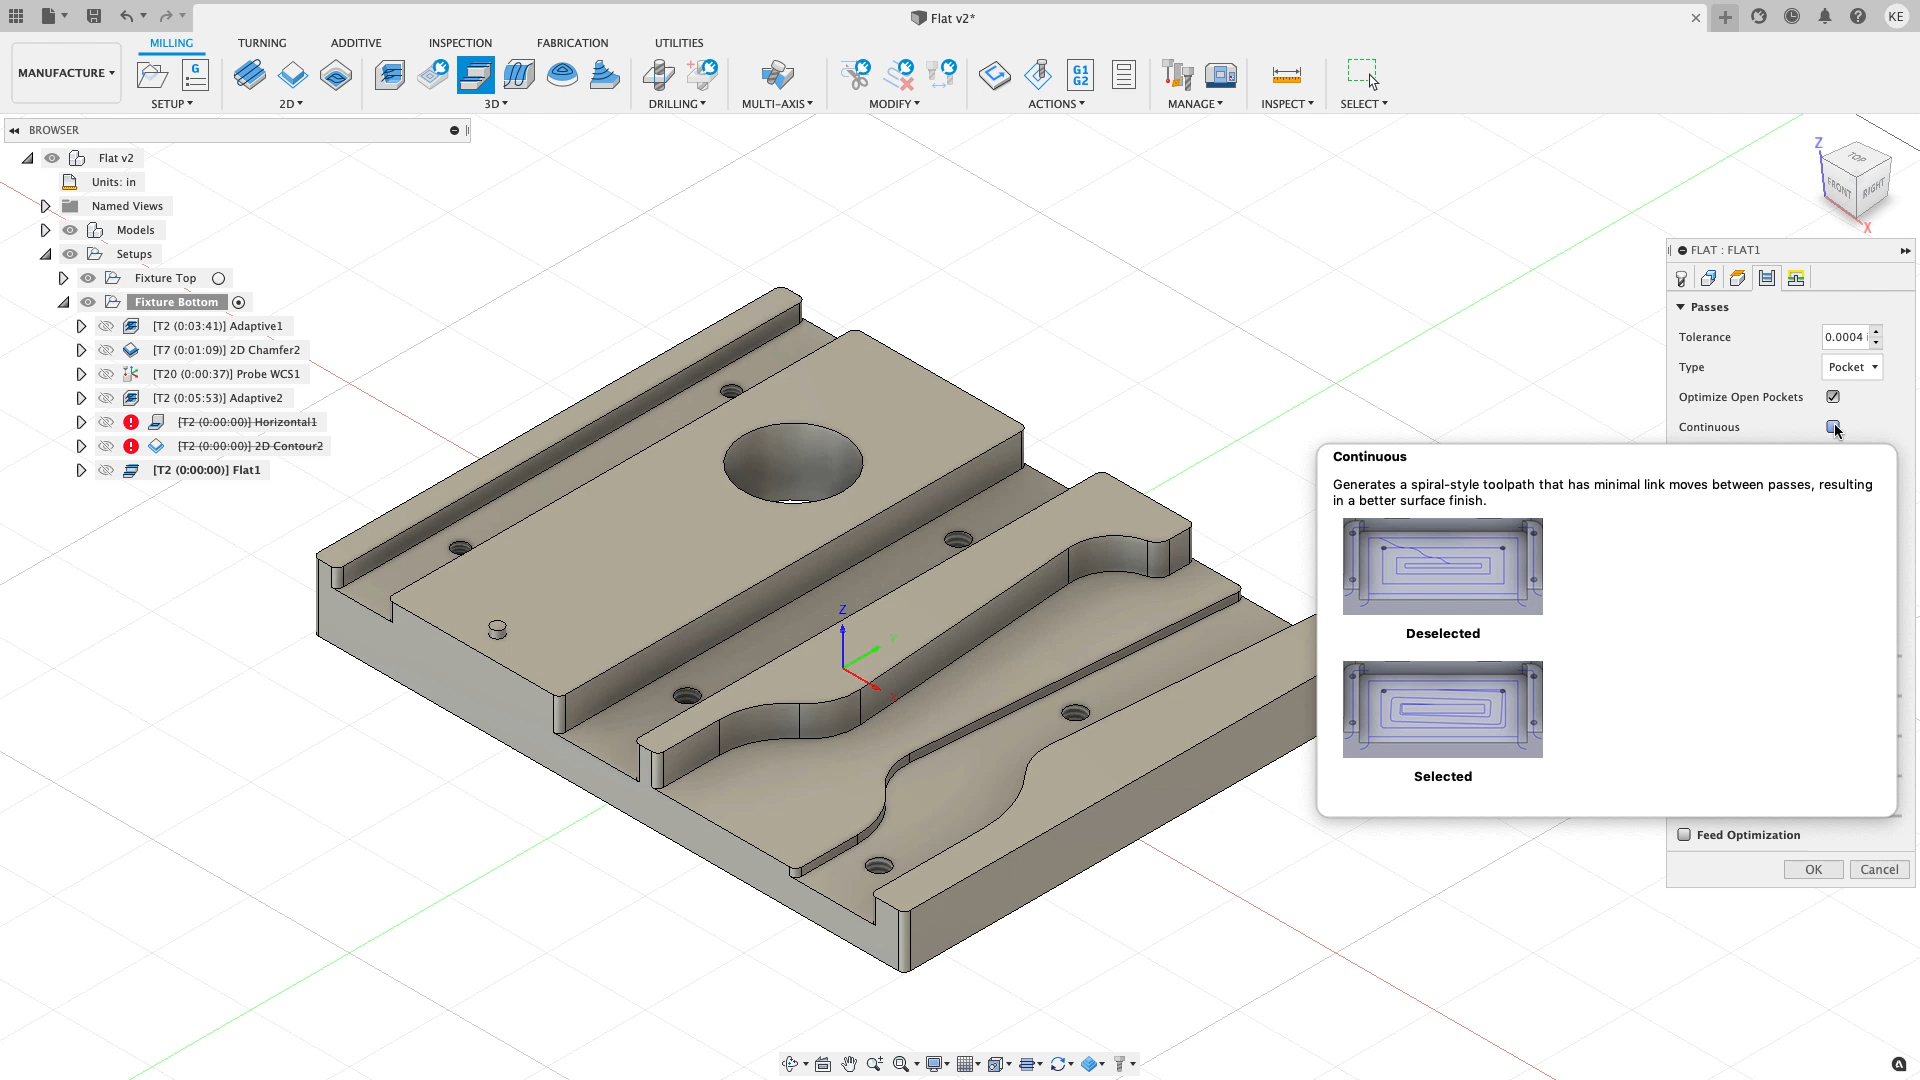 Flat v2*
KE
MANUFACTURE
MILLING
TURNING
ADDITIVE
INSPECTION
FABRICATION
UTILITIES
G
G1
G2
SETUP
2D
3D
DRILLING
MULTI-AXIS
MODIFY
ACTIONS
MANAGE
INSPECT
SELECT
BROWSER
Flat v2
Units: in
Named Views
Models
Setups
Fixture Top
Fixture Bottom
[T2 (0:03:41)] Adaptive1
[T7 (0:01:09)] 2D Chamfer2
[T20 (0:00:37)] Probe WCS1
[T2 (0:05:53)] Adaptive2
[T2 (0:00:00)] Horizontal1
[T2 (0:00:00)] 2D Contour2
[T2 (0:00:00)] Flat1
Z
TOP
FRONT
RIGHT
X
Z
Y
X
FLAT : FLAT1
Passes
Tolerance
0.0004 i
Type
Pocket
Optimize Open Pockets
Continuous
Continuous
Generates a spiral-style toolpath that has minimal link moves between passes, resulting
in a better surface finish.
Deselected
Selected
Feed Optimization
OK
Cancel